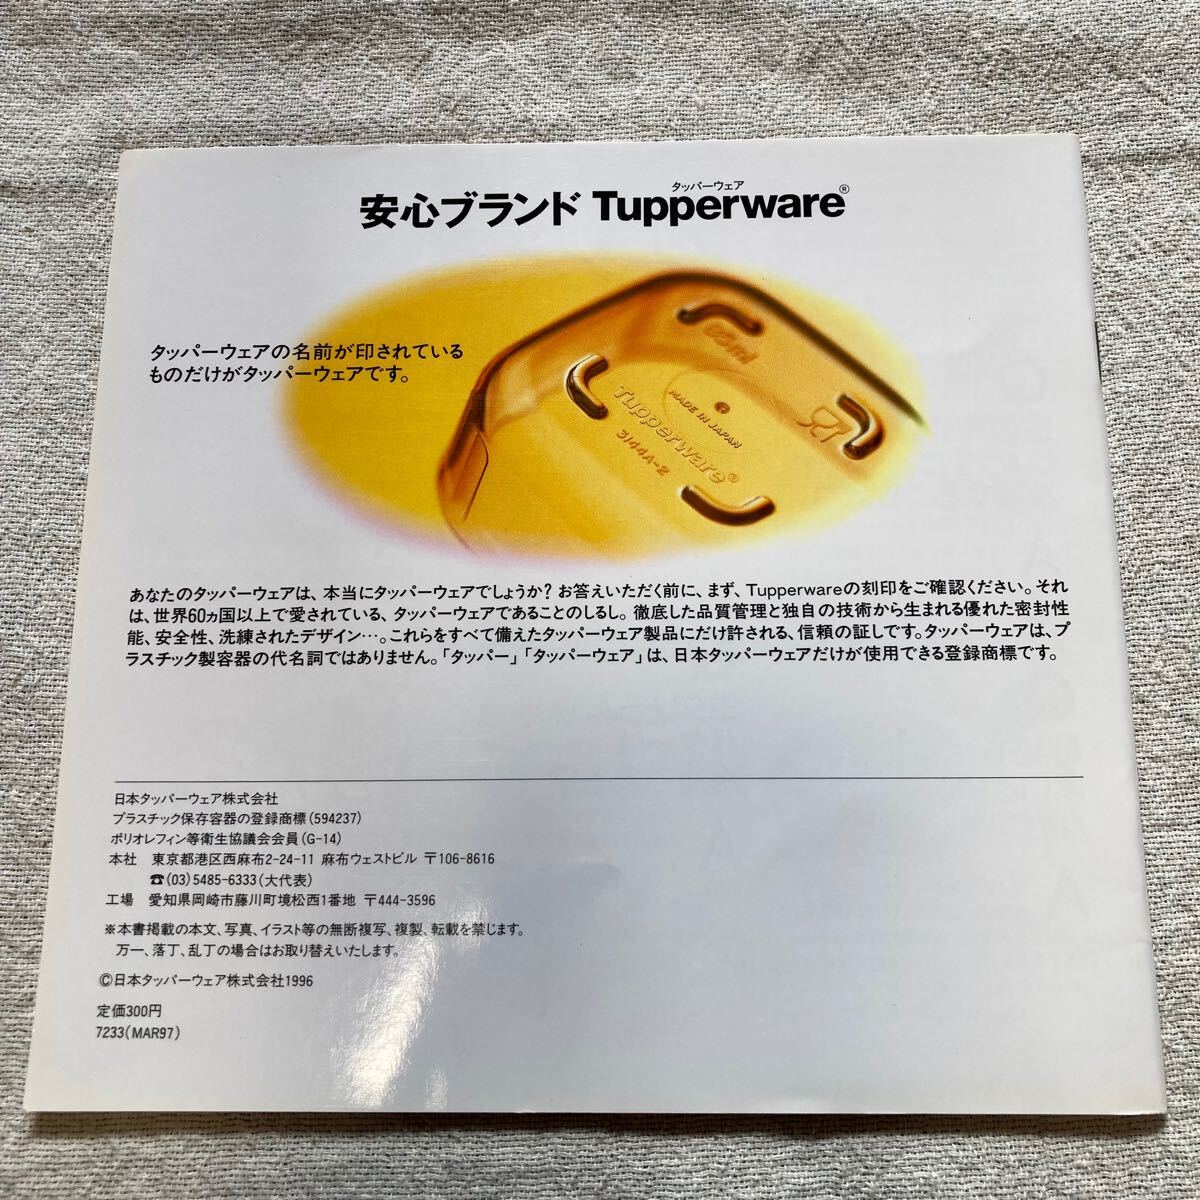 タッパーウェア
安心ブランド Tupperware®
タッパーウェアの名前が印されている
ものだけがタッパーウェアです。
MADE IN JAPAN
Tupperware®
3144A-2
あなたのタッパーウェアは、本当にタッパーウェアでしょうか？お答えいただく前に、まず、Tupperwareの刻印をご確認ください。それ
は、世界60ヵ国以上で愛されている、タッパーウェアであることのしるし。徹底した品質管理と独自の技術から生まれる優れた密封性
能、安全性、洗練されたデザイン…。これらをすべて備えたタッパーウェア製品にだけ許される、信頼の証しです。タッパーウェアは、プ
ラスチック製容器の代名詞ではありません。「タッパー」「タッパーウェア」は、日本タッパーウェアだけが使用できる登録商標です。
日本タッパーウェア株式会社
プラスチック保存容器の登録商標(594237)
ポリオレフィン等衛生協議会会員(G-14)
本社 東京都港区西麻布2-24-11 麻布ウェストビル 〒106-8616
☎(03)5485-6333(大代表)
工場 愛知県岡崎市藤川町境松西1番地 〒444-3596
※本書掲載の本文、写真、イラスト等の無断複写、複製、転載を禁じます。
万一、落丁、乱丁の場合はお取り替えいたします。
©日本タッパーウェア株式会社1996
定価300円
7233(MAR97)